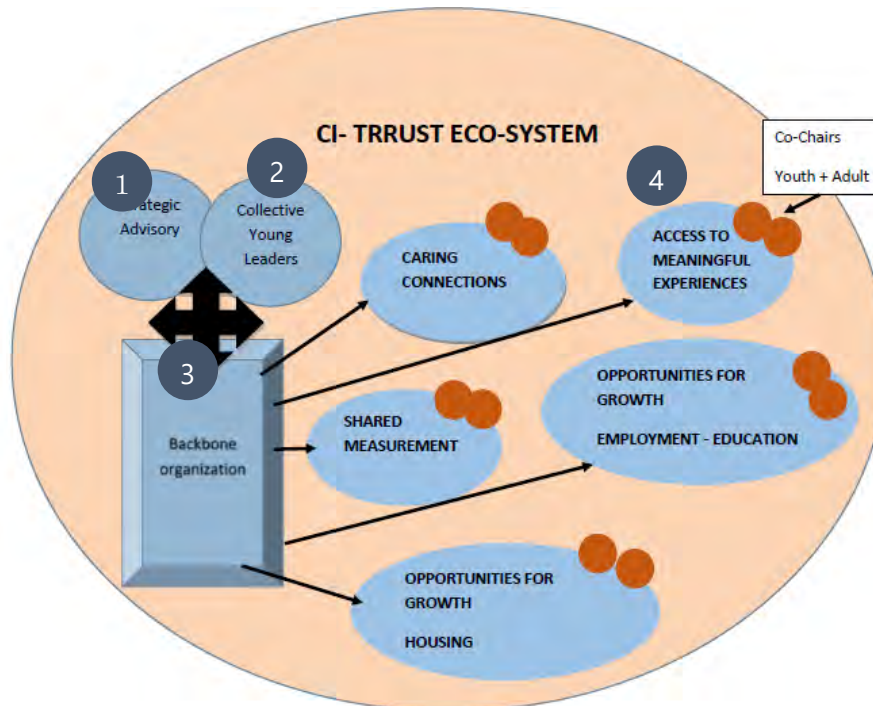 CI- TRRUST ECO-SYSTEM
Co-Chairs
Youth + Adult
1
2
3
4
Advisory
Collective
Young
Leaders
CARING
CONNECTIONS
ACCESS TO
MEANINGFUL
EXPERIENCES
Backbone
organization
SHARED
MEASUREMENT
OPPORTUNITIES FOR
GROWTH
EMPLOYMENT - EDUCATION
OPPORTUNITIES FOR
GROWTH
HOUSING